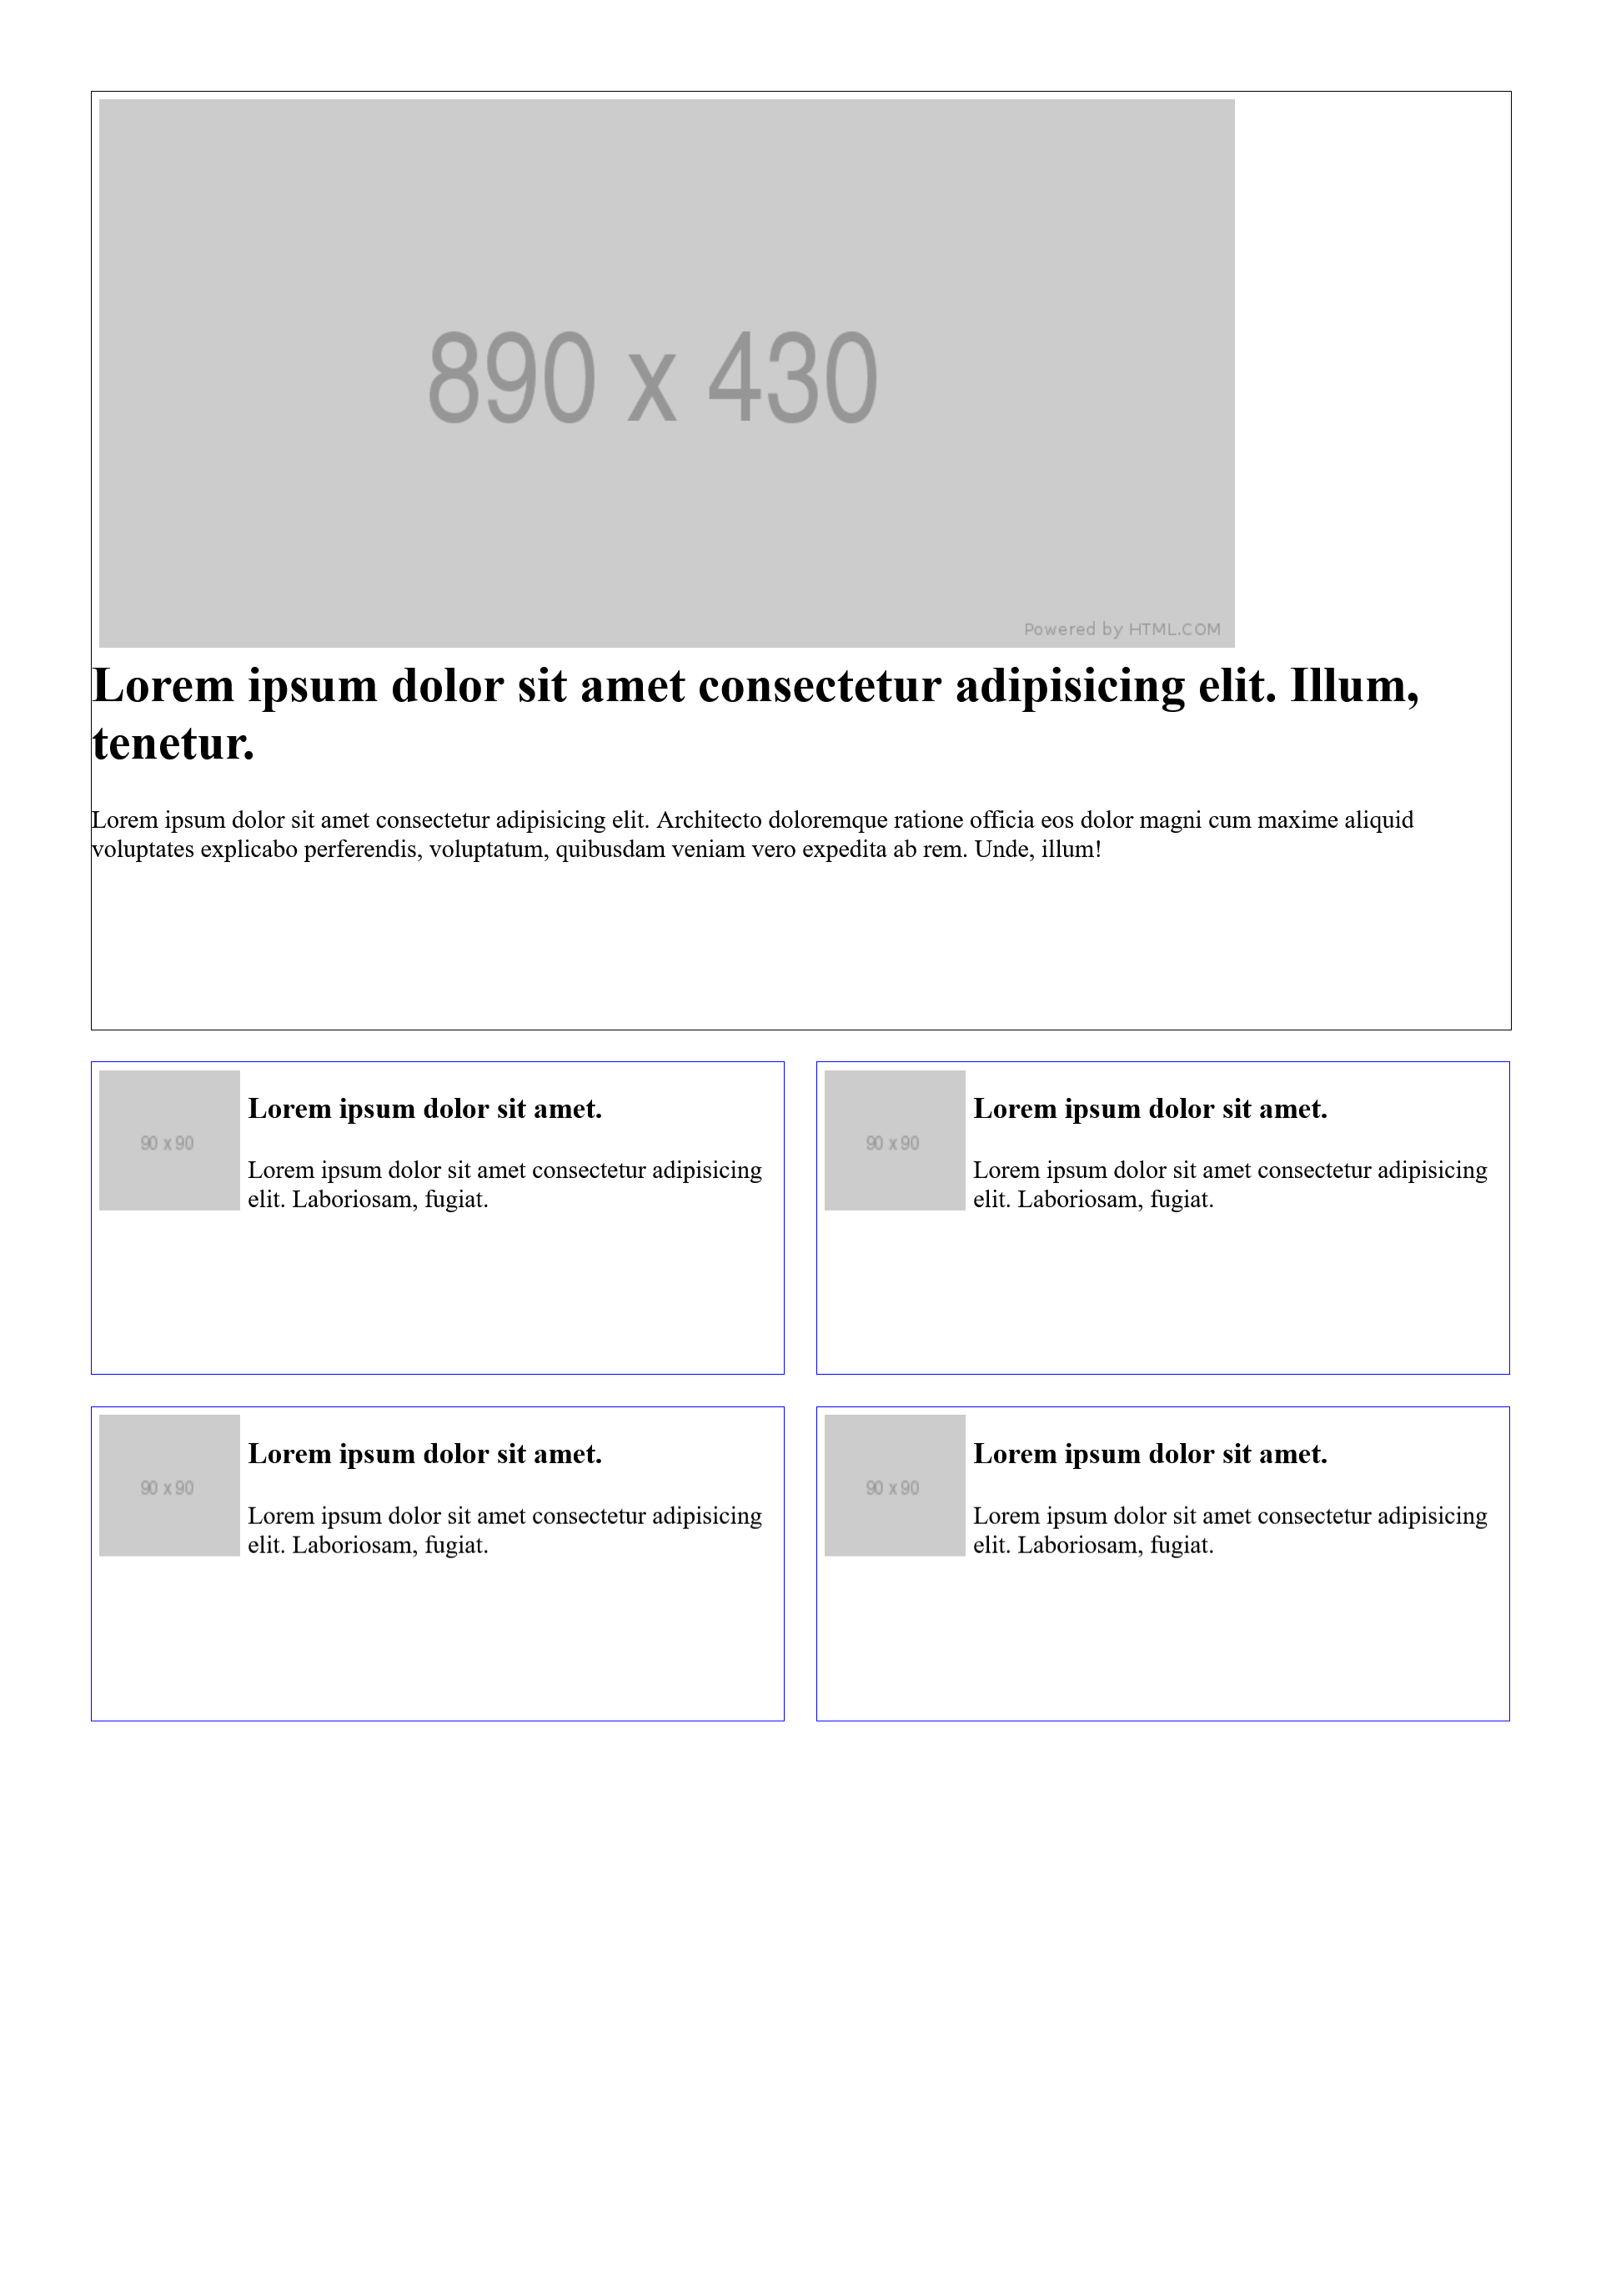 890 x 430
Powered by HTML.COM
Lorem ipsum dolor sit amet consectetur adipisicing elit. Illum,
tenetur.
Lorem ipsum dolor sit amet consectetur adipisicing elit. Architecto doloremque ratione officia eos dolor magni cum maxime aliquid
voluptates explicabo perferendis, voluptatum, quibusdam veniam vero expedita ab rem. Unde, illum!
90 x 90
Lorem ipsum dolor sit amet.
Lorem ipsum dolor sit amet consectetur adipisicing
elit. Laboriosam, fugiat.
90 x 90
Lorem ipsum dolor sit amet.
Lorem ipsum dolor sit amet consectetur adipisicing
elit. Laboriosam, fugiat.
90 x 90
Lorem ipsum dolor sit amet.
Lorem ipsum dolor sit amet consectetur adipisicing
elit. Laboriosam, fugiat.
90 x 90
Lorem ipsum dolor sit amet.
Lorem ipsum dolor sit amet consectetur adipisicing
elit. Laboriosam, fugiat.